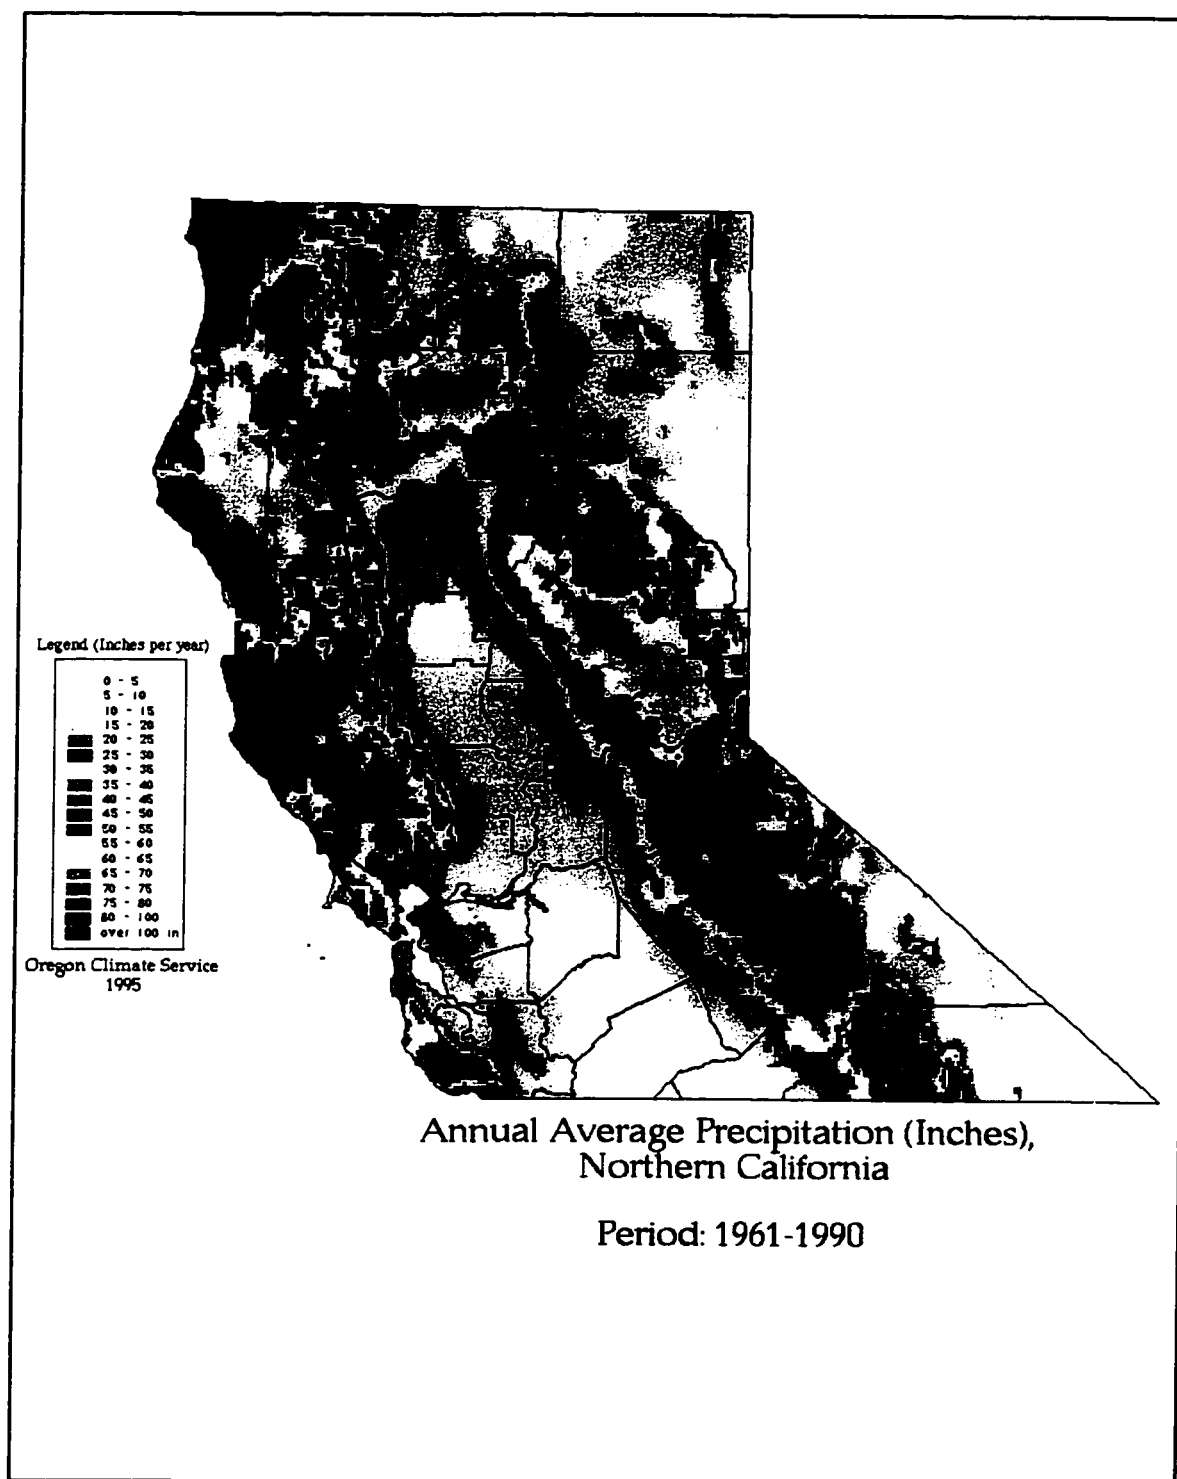 Legend (Inches per year)
0 - 5
5 - 10
10 - 15
15 - 20
20 - 25
25 - 30
30 - 35
35 - 40
40 - 45
45 - 50
50 - 55
55 - 60
60 - 65
65 - 70
70 - 75
75 - 80
80 - 100
over 100 in
Oregon Climate Service
1995
Annual Average Precipitation (Inches),
Northern California
Period: 1961-1990